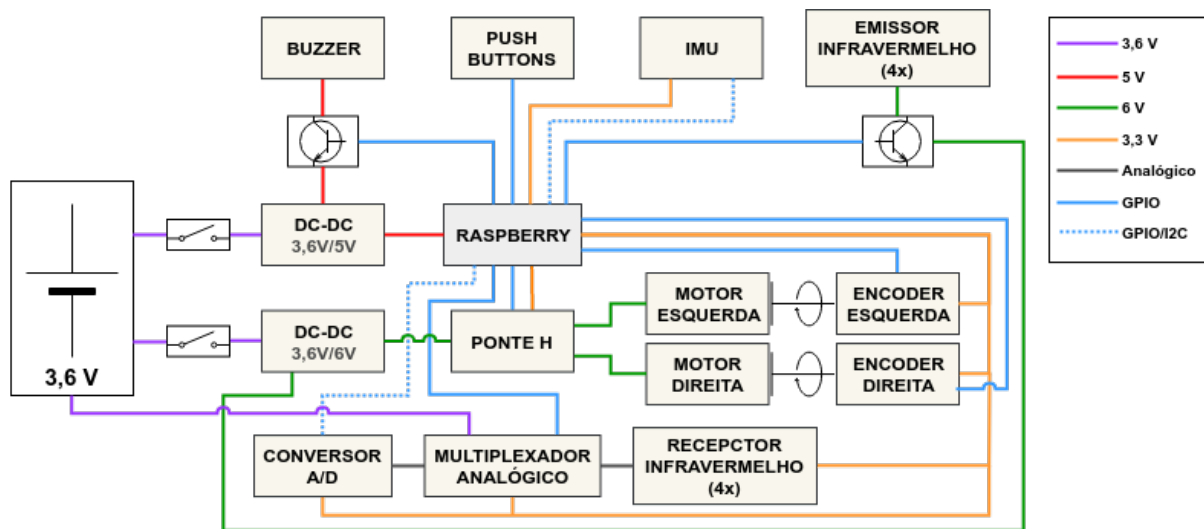 BUZZER
PUSH
BUTTONS
IMU
EMISSOR
INFRAVERMELHO
(4x)
3,6 V
5 V
6 V
3,3 V
Analógico
GPIO
GPIO/I2C
DC-DC
3,6V/5V
RASPBERRY
MOTOR
ESQUERDA
ENCODER
ESQUERDA
DC-DC
3,6V/6V
PONTE H
MOTOR
DIREITA
ENCODER
DIREITA
3,6 V
CONVERSOR
A/D
MULTIPLEXADOR
ANALÓGICO
RECEPCTOR
INFRAVERMELHO
(4x)